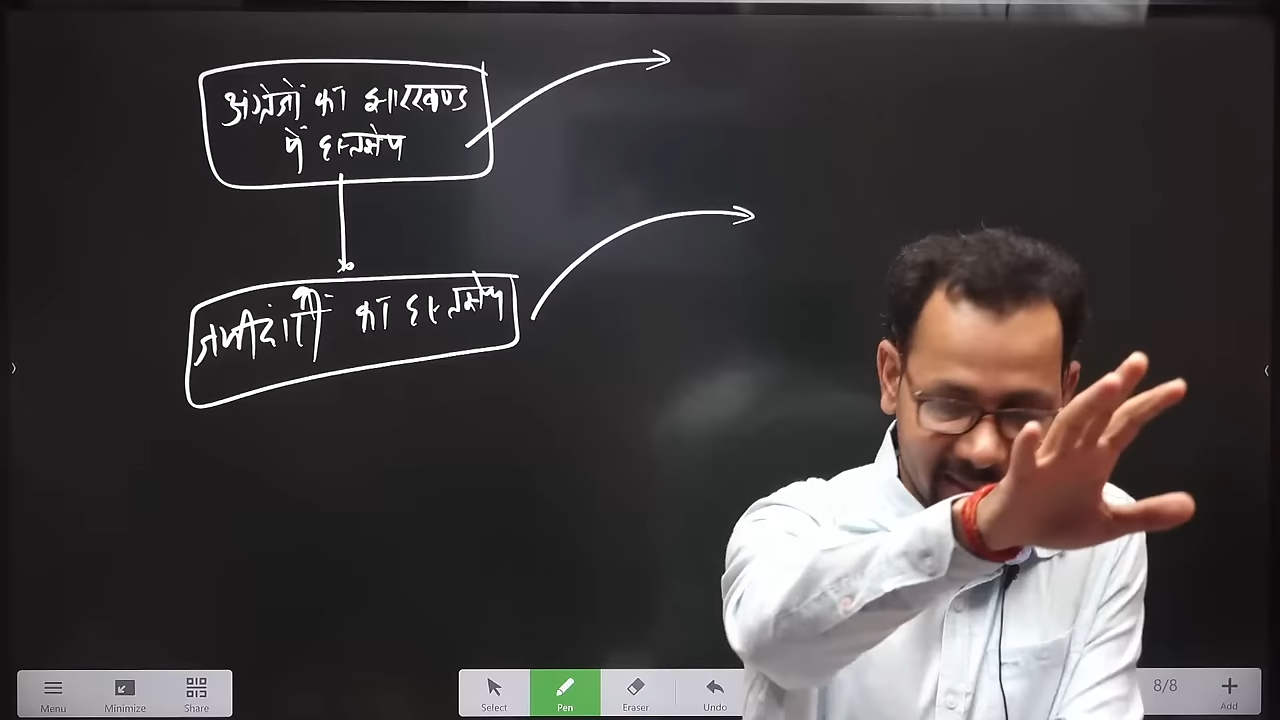 अंग्रेजों का झारखण्ड
में हस्तक्षेप
जमींदारों का हस्तक्षेप
Menu
Minimize
Share
Select
Pen
Eraser
Undo
8/8
Add